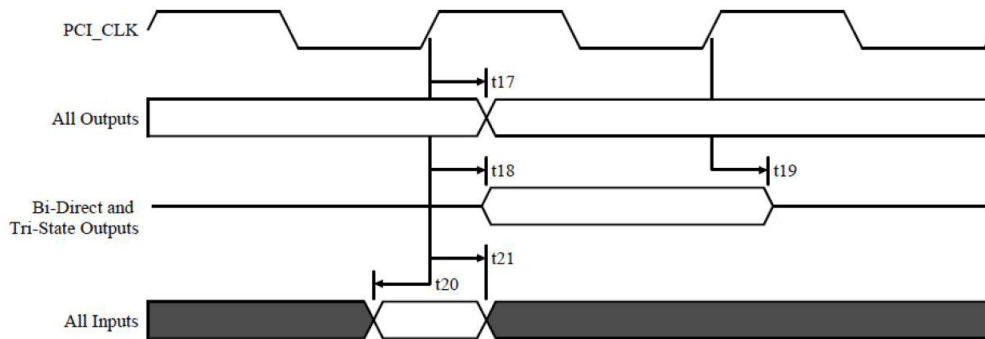 PCI_CLK
t17
All Outputs
t18
t19
Bi-Direct and
Tri-State Outputs
t21
t20
All Inputs